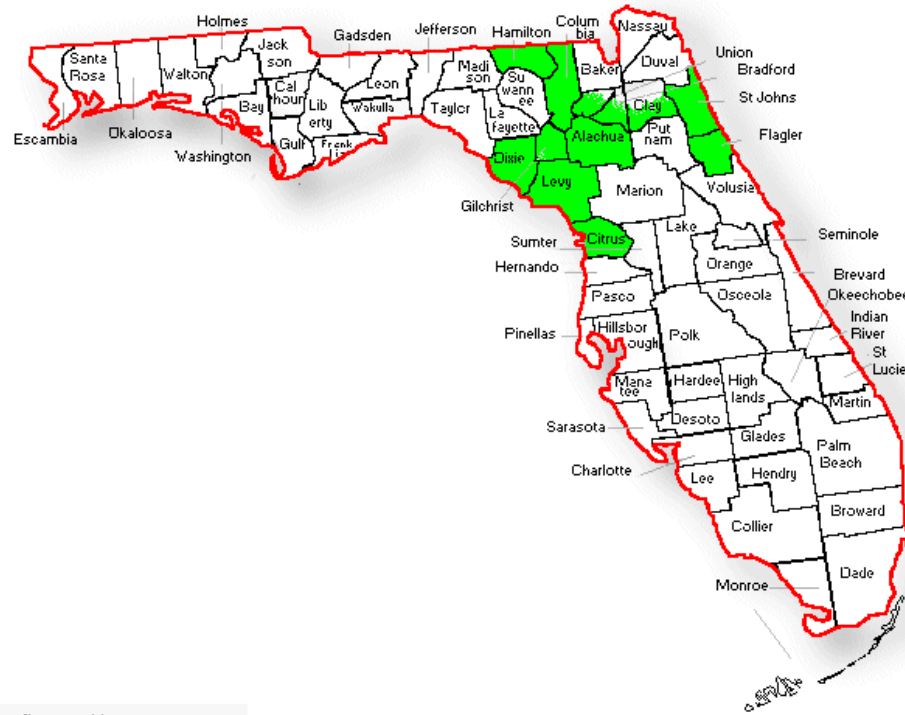 Holmes
Gadsden
Jefferson
Hamilton
Colum
bia
Nassau
Union
Bradford
St Johns
Flagler
Santa
Rosa
Walton
Jack
son
Cal
houn
Bay
Gulf
Lib
erty
Leon
Wakulla
Frank
lin
Madi
son
Taylor
Su
wann
ee
La
fayette
Baker
Duval
Clay
Alachua
Put
nam
Dixie
Levy
Escambia
Okaloosa
Washington
Gilchrist
Marion
Volusia
Citrus
Sumter
Lake
Seminole
Hernando
Orange
Brevard
Pasco
Osceola
Okeechobee
Pinellas
Hillsbor
ough
Polk
Indian
River
St
Lucie
Mana
tee
Hardee
High
lands
Desoto
Martin
Sarasota
Glades
Palm
Beach
Charlotte
Lee
Hendry
Broward
Collier
Monroe
Dade